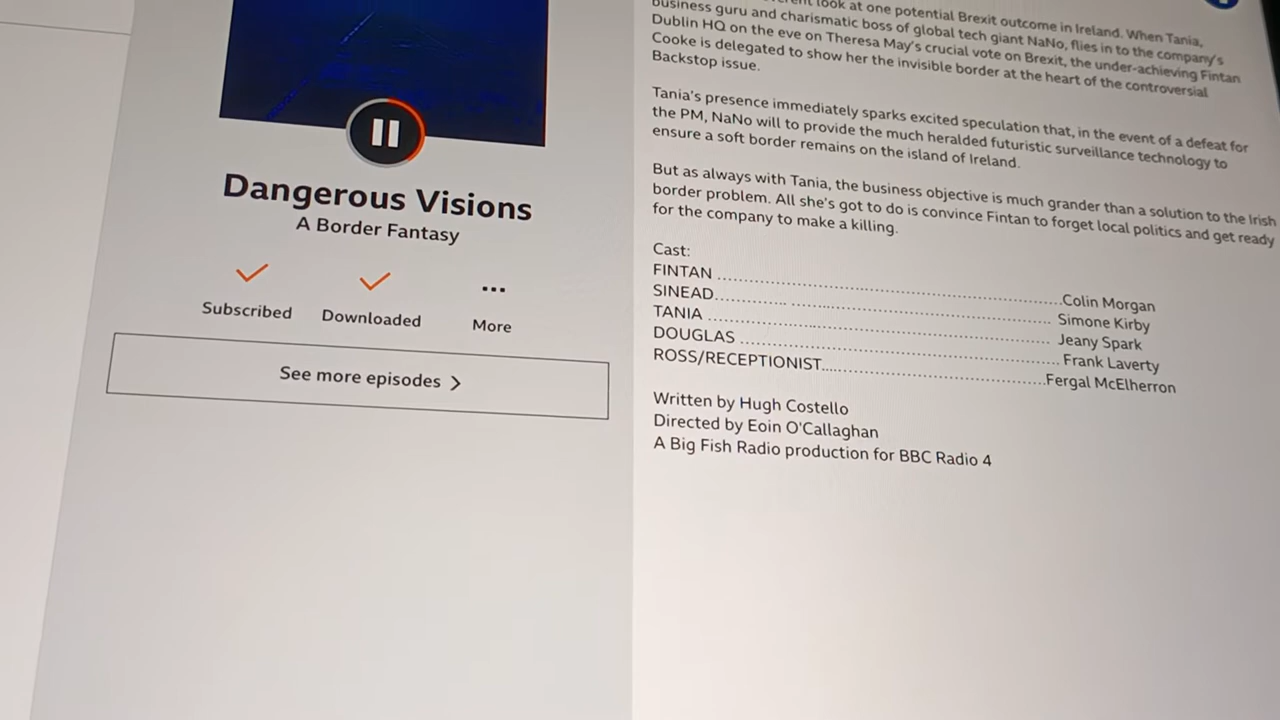 Dangerous Visions
A Border Fantasy
Subscribed
Downloaded
More
See more episodes
look at one potential Brexit outcome in Ireland. When Tania,
business guru and charismatic boss of global tech giant NaNo, flies in to the company's
Dublin HQ on the eve on Theresa May's crucial vote on Brexit, the under-achieving Fintan
Cooke is delegated to show her the invisible border at the heart of the controversial
Backstop issue.
Tania's presence immediately sparks excited speculation that, in the event of a defeat for
the PM, NaNo will to provide the much heralded futuristic surveillance technology to
ensure a soft border remains on the island of Ireland.
But as always with Tania, the business objective is much grander than a solution to the Irish
border problem. All she's got to do is convince Fintan to forget local politics and get ready
for the company to make a killing.
Cast:
FINTAN ........................................................Colin Morgan
SINEAD............. .............................................. Simone Kirby
TANIA ......................................................... Jeany Spark
DOUGLAS ..................................................... Frank Laverty
ROSS/RECEPTIONIST.......................................Fergal McElherron
Written by Hugh Costello
Directed by Eoin O'Callaghan
A Big Fish Radio production for BBC Radio 4